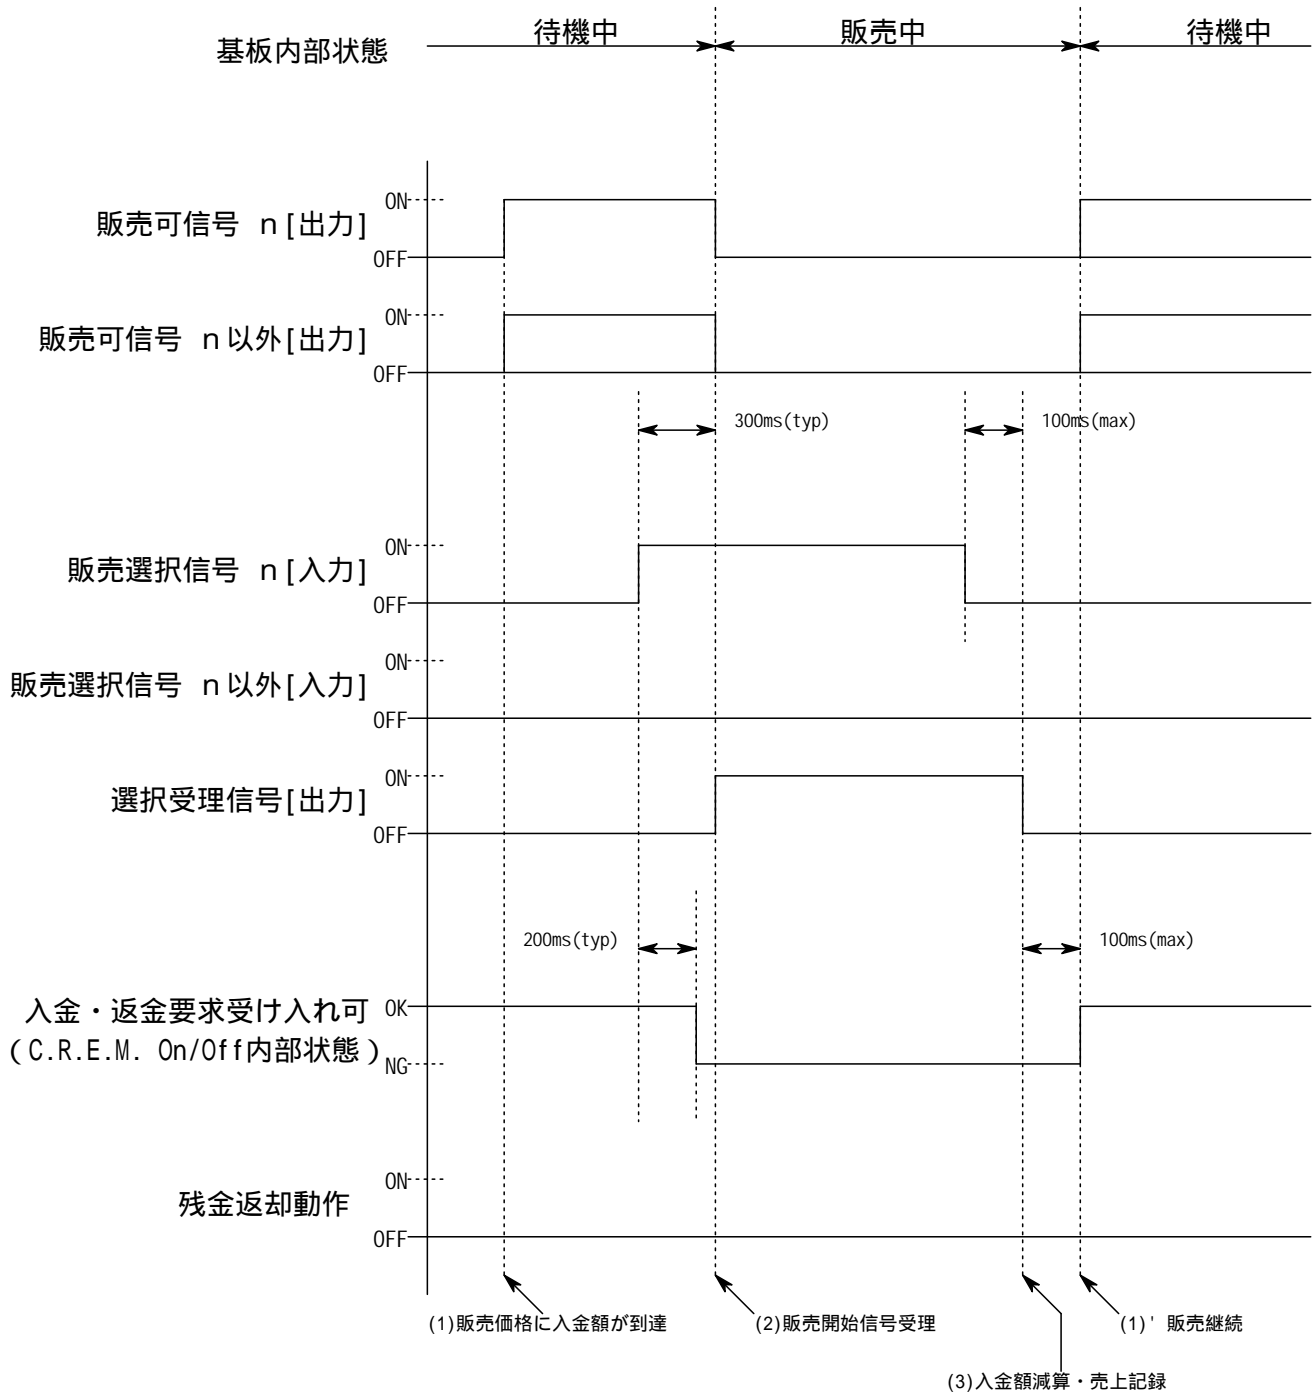 待機中
販売中
待機中
基板内部状態
ON
販売可信号 n[出力]
OFF
ON
販売可信号 n以外[出力]
OFF
300ms(typ)
100ms(max)
ON
販売選択信号 n[入力]
OFF
ON
販売選択信号 n以外[入力]
OFF
ON
選択受理信号[出力]
OFF
200ms(typ)
100ms(max)
入金・返金要求受け入れ可
OK
(C.R.E.M. On/Off内部状態)
NG
ON
残金返却動作
OFF
(1)販売価格に入金額が到達
(2)販売開始信号受理
(1)' 販売継続
(3)入金額減算・売上記録